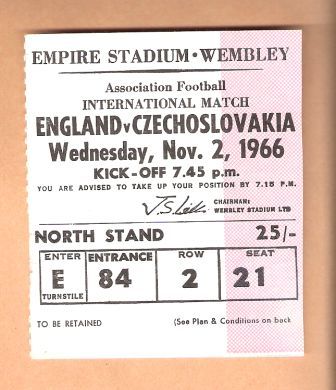 EMPIRE STADIUM • WEMBLEY
Association Football
INTERNATIONAL MATCH
ENGLAND v CZECHOSLOVAKIA
Wednesday, Nov. 2, 1966
KICK-OFF 7.45 p.m.
YOU ARE ADVISED TO TAKE UP YOUR POSITION BY 7.15 P.M.
CHAIRMAN:
WEMBLEY STADIUM LTD
NORTH STAND 25/-
ENTER ENTRANCE ROW SEAT
E 84 2 21
TURNSTILE
TO BE RETAINED (See Plan & Conditions on back